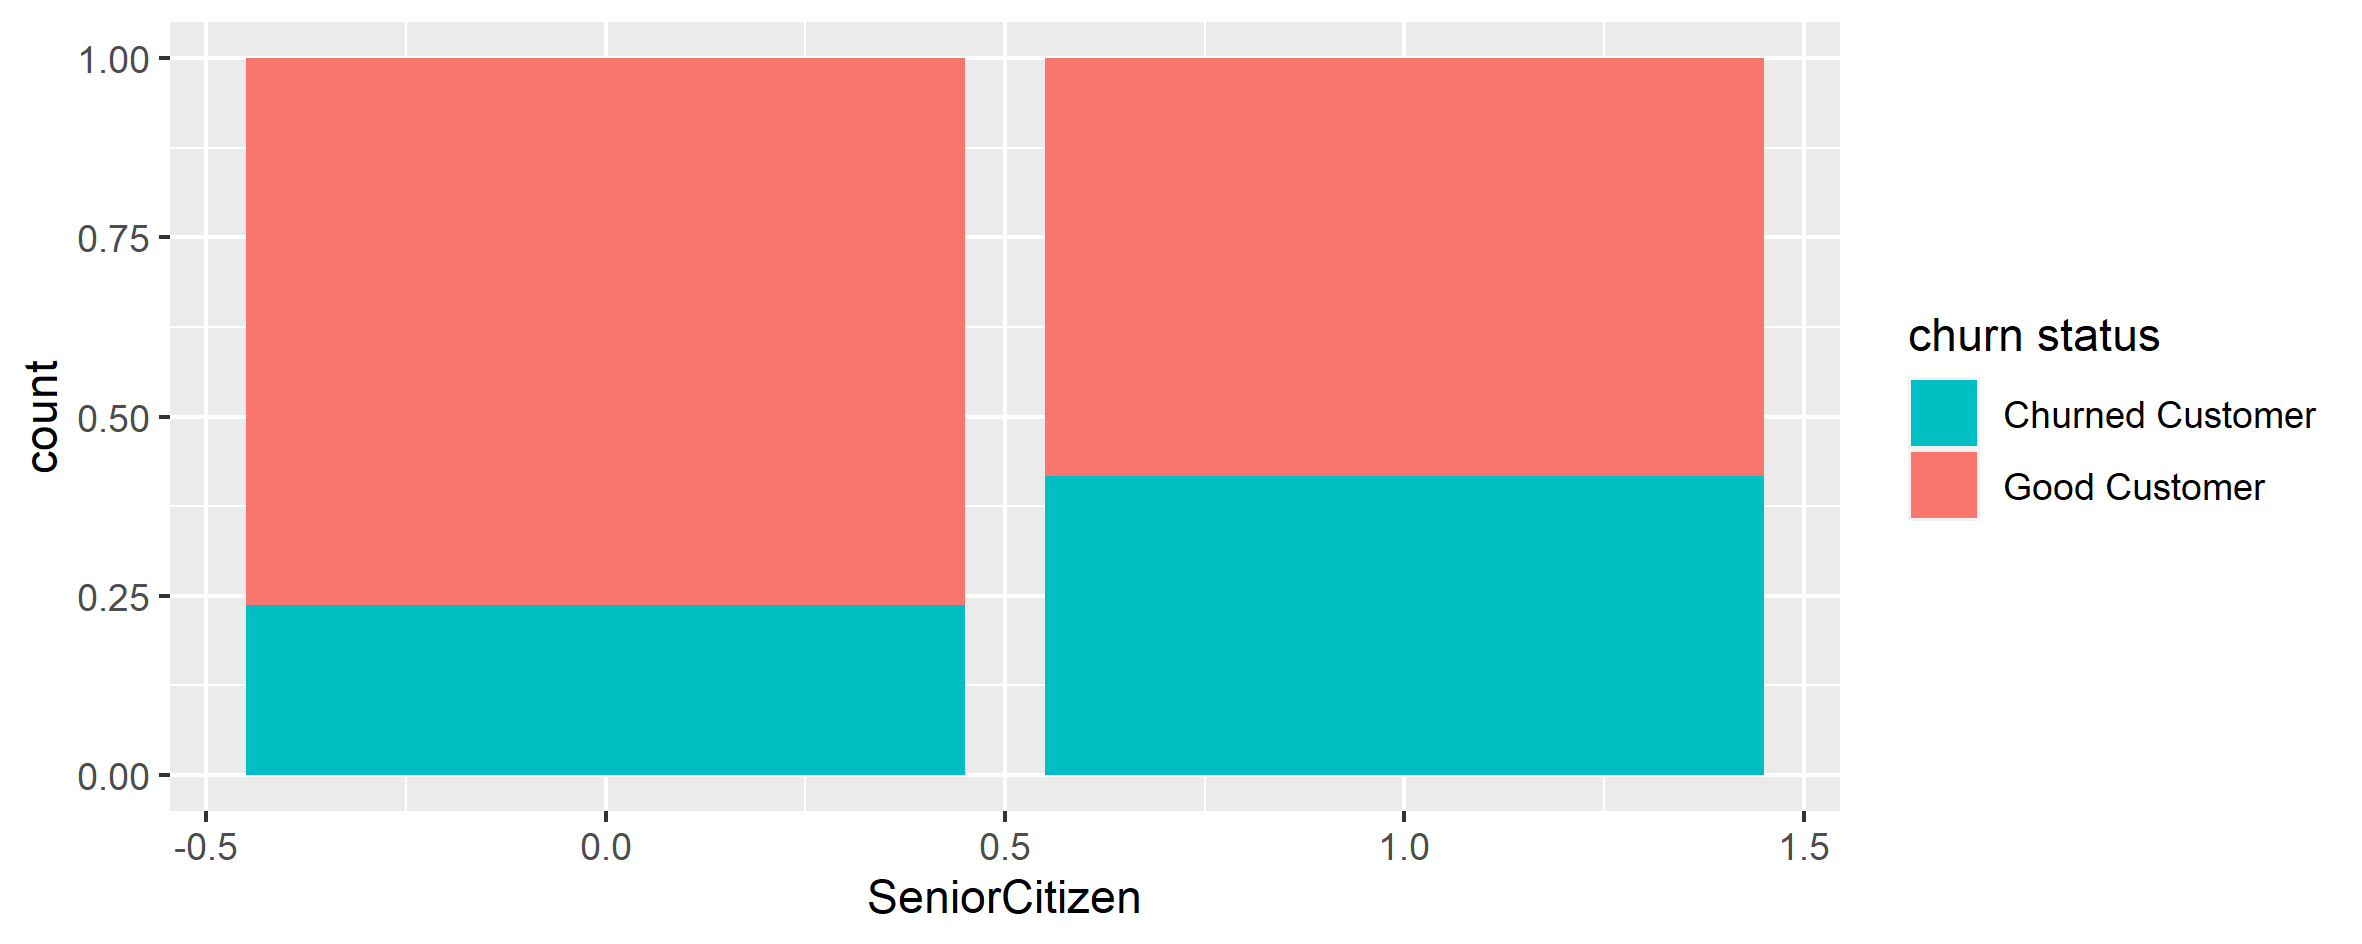 1.00
0.75
0.50
0.25
0.00
count
-0.5 0.0 0.5 1.0 1.5
SeniorCitizen
churn status
Churned Customer
Good Customer